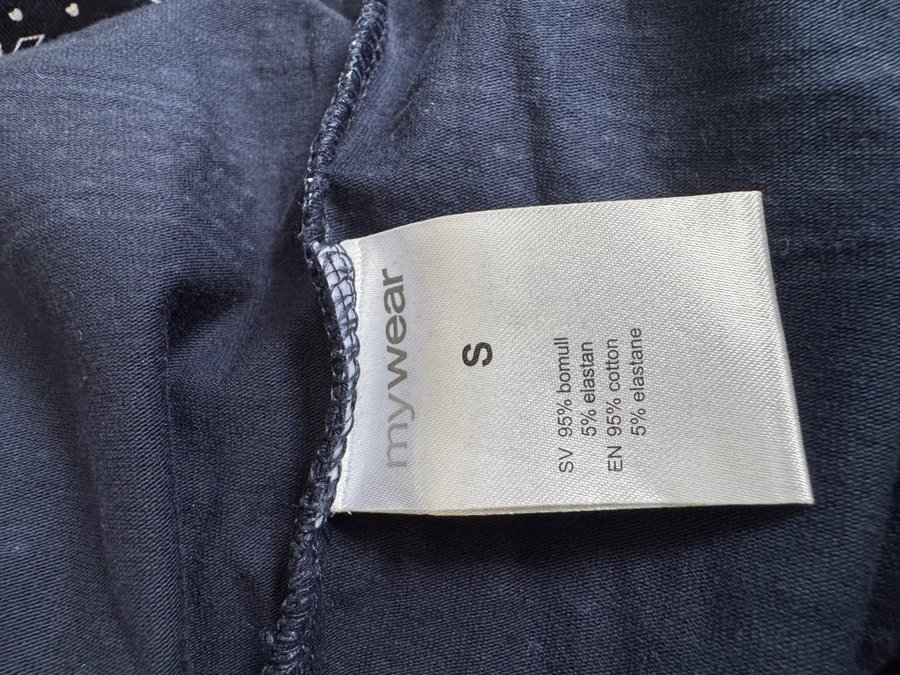 mywear
S
SV 95% bomull
5% elastan
EN 95% cotton
5% elastane